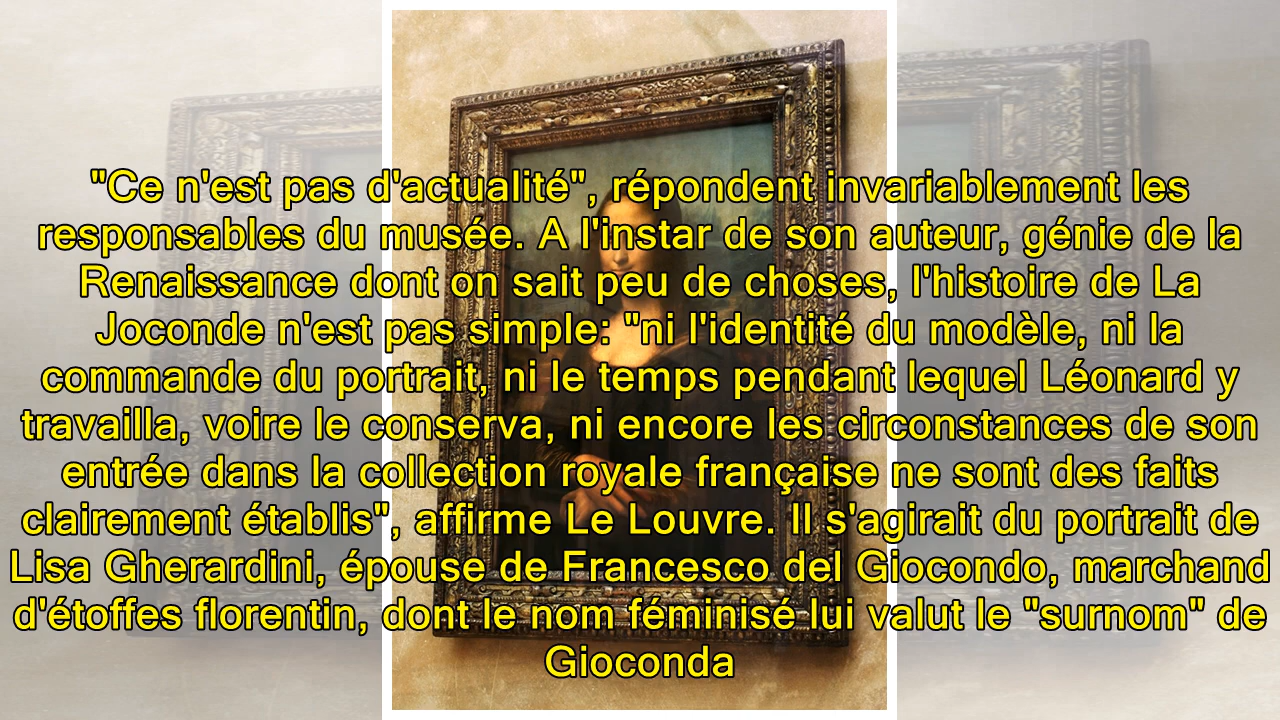 "Ce n'est pas d'actualité", répondent invariablement les
responsables du musée. A l'instar de son auteur, génie de la
Renaissance dont on sait peu de choses, l'histoire de La
Joconde n'est pas simple: "ni l'identité du modèle, ni la
commande du portrait, ni le temps pendant lequel Léonard y
travailla, voire le conserva, ni encore les circonstances de son
entrée dans la collection royale française ne sont des faits
clairement établis", affirme Le Louvre. Il s'agirait du portrait de
Lisa Gherardini, épouse de Francesco del Giocondo, marchand
d'étoffes florentin, dont le nom féminisé lui valut le "surnom" de
Gioconda